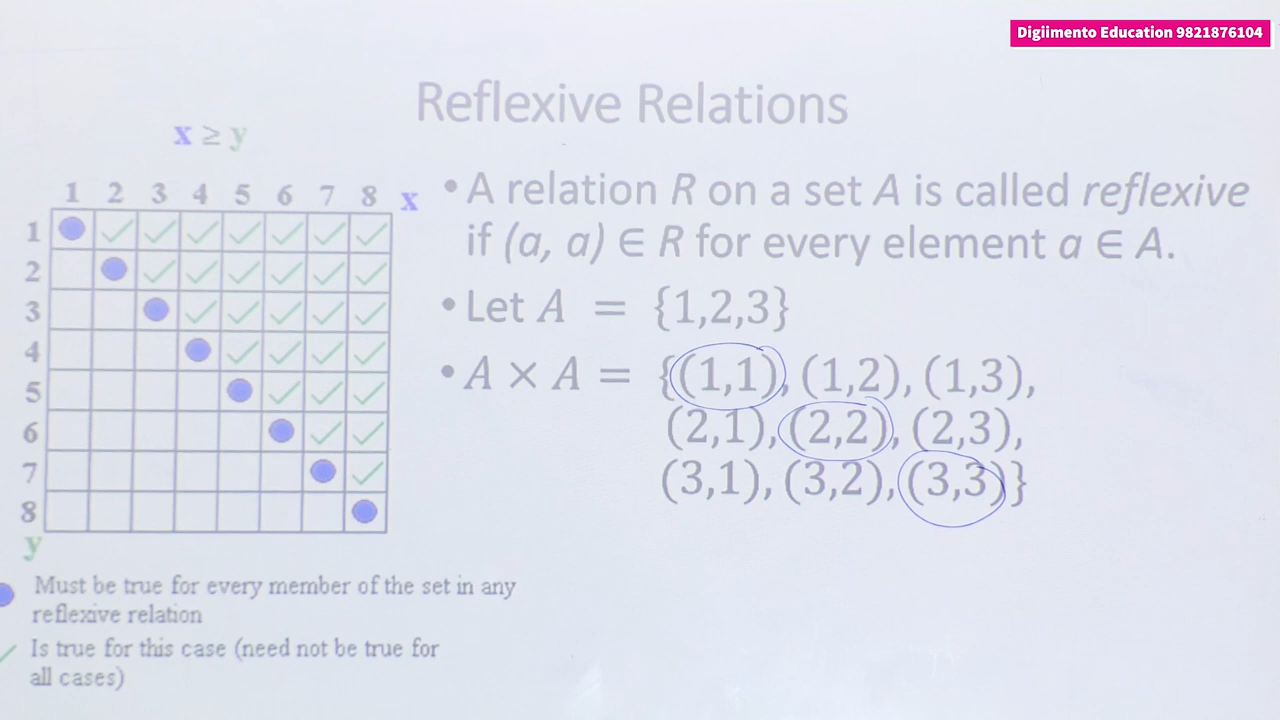 Digiimento Education 9821876104
Reflexive Relations
x ≥ y
1 2 3 4 5 6 7 8 x
1
2
3
4
5
6
7
8
y
• A relation R on a set A is called reflexive
if (a, a) ∈ R for every element a ∈ A.
• Let A = {1,2,3}
• A × A = {(1,1), (1,2), (1,3),
(2,1), (2,2), (2,3),
(3,1), (3,2), (3,3)}
Must be true for every member of the set in any
reflexive relation
Is true for this case (need not be true for
all cases)